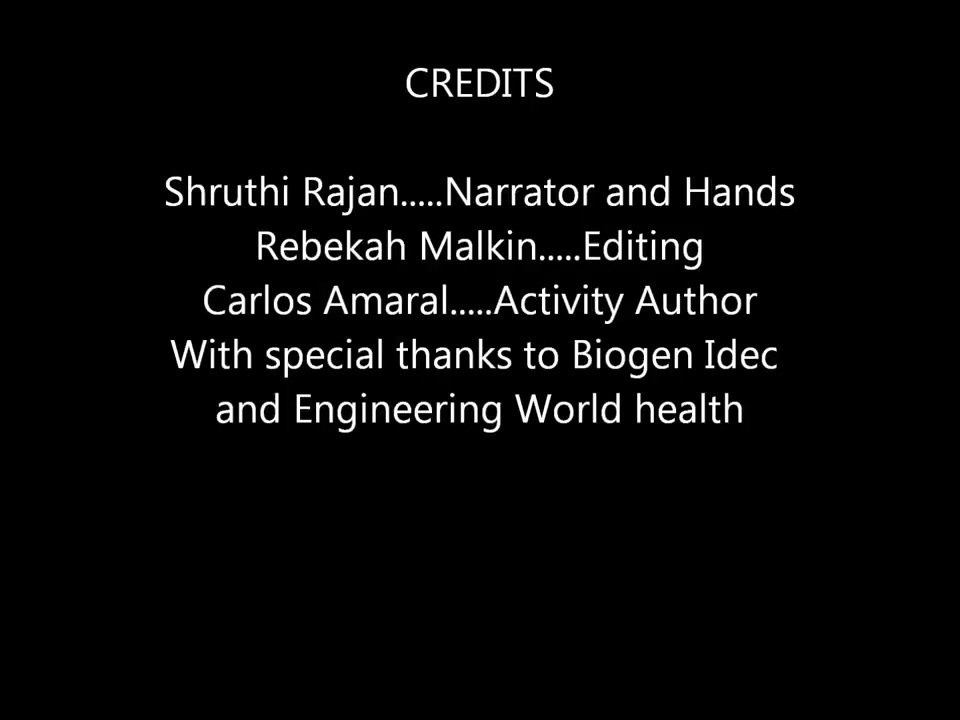 CREDITS
Shruthi Rajan.....Narrator and Hands
Rebekah Malkin.....Editing
Carlos Amaral.....Activity Author
With special thanks to Biogen Idec
and Engineering World health